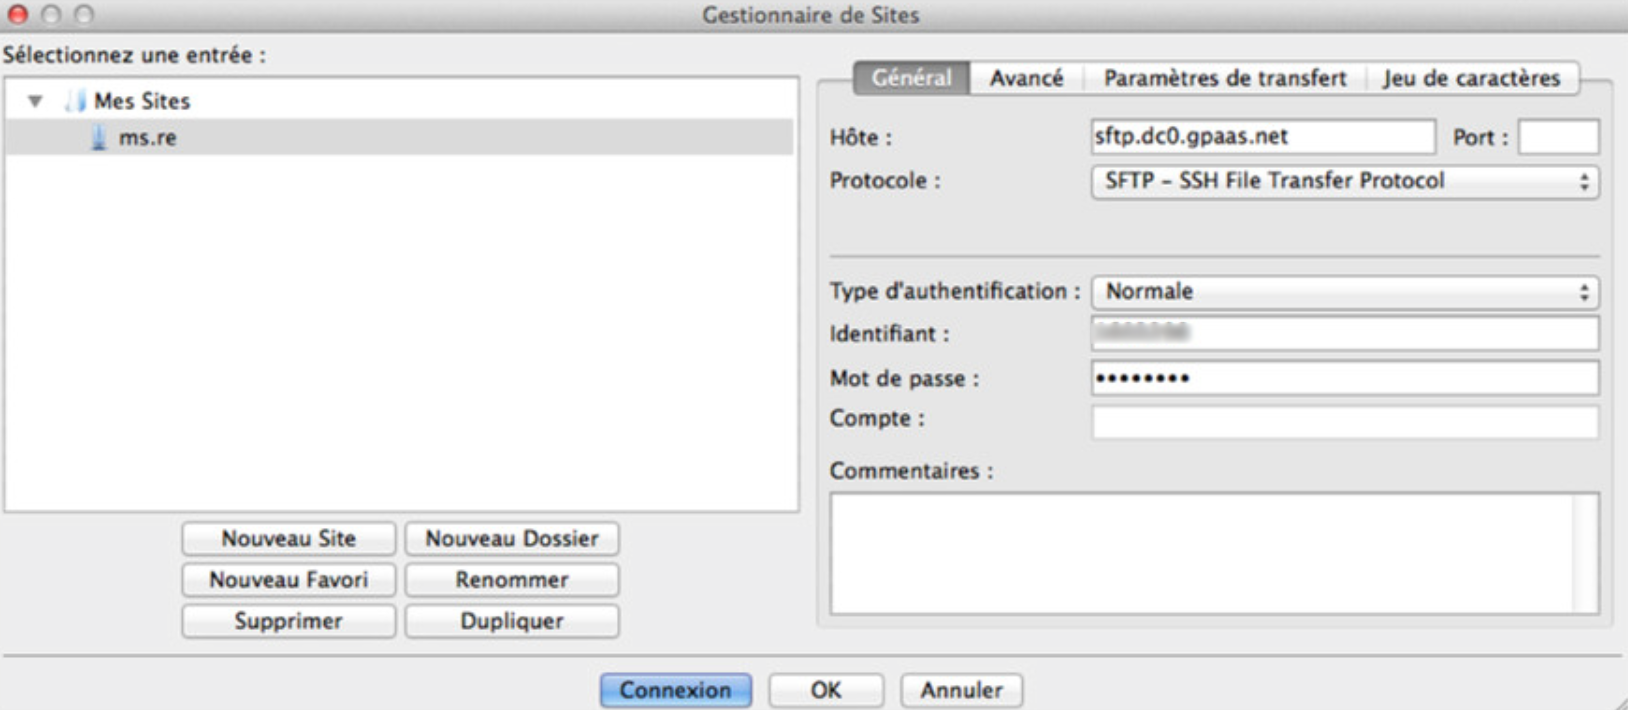 Gestionnaire de Sites
Sélectionnez une entrée :
Mes Sites
ms.re
Nouveau Site
Nouveau Dossier
Nouveau Favori
Renommer
Supprimer
Dupliquer
Général
Avancé
Paramètres de transfert
Jeu de caractères
Hôte :
sftp.dc0.gpaas.net
Port :
Protocole :
SFTP – SSH File Transfer Protocol
Type d'authentification :
Normale
Identifiant :
Mot de passe :
••••••••
Compte :
Commentaires :
Connexion
OK
Annuler